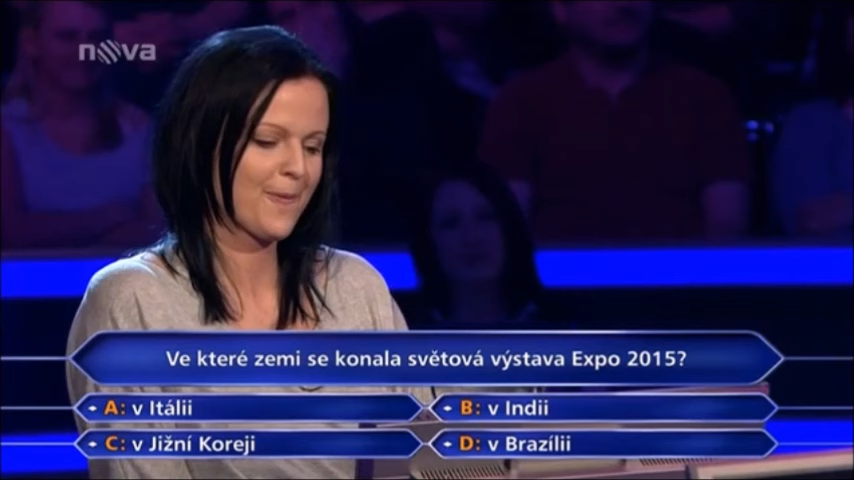 nova
Ve které zemi se konala světová výstava Expo 2015?
A: v Itálii
B: v Indii
C: v Jižní Koreji
D: v Brazílii